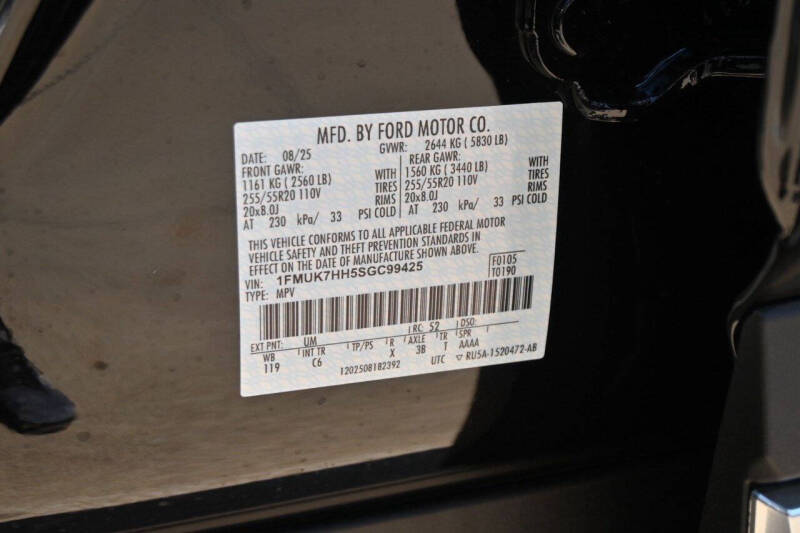 MFD. BY FORD MOTOR CO.
DATE: 08/25 GVWR: 2644 KG ( 5830 LB)
FRONT GAWR: REAR GAWR:
1161 KG ( 2560 LB) WITH 1560 KG ( 3440 LB) WITH
255/55R20 110V TIRES 255/55R20 110V TIRES
20x8.0J RIMS 20x8.0J RIMS
AT 230 kPa/ 33 PSI COLD AT 230 kPa/ 33 PSI COLD
THIS VEHICLE CONFORMS TO ALL APPLICABLE FEDERAL MOTOR
VEHICLE SAFETY AND THEFT PREVENTION STANDARDS IN
EFFECT ON THE DATE OF MANUFACTURE SHOWN ABOVE.
VIN: 1FMUK7HH5SGC99425 F0105
TYPE: MPV T0190
EXT PNT: UM RC: 52 DSO:
WB INT TR TP/PS R AXLE TR SPR
119 C6 X 3B T AAAA
1202508182392 UTC ▽ RU5A-1520472-AB